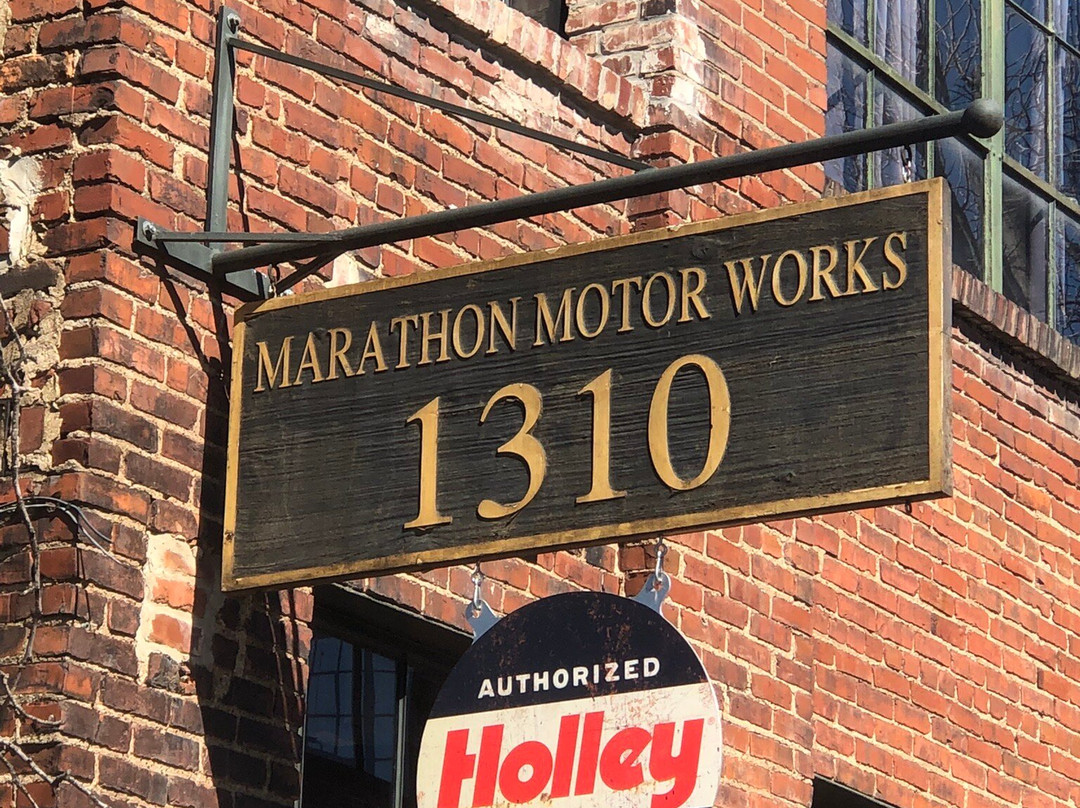 MARATHON MOTOR WORKS
1310
AUTHORIZED
Holley